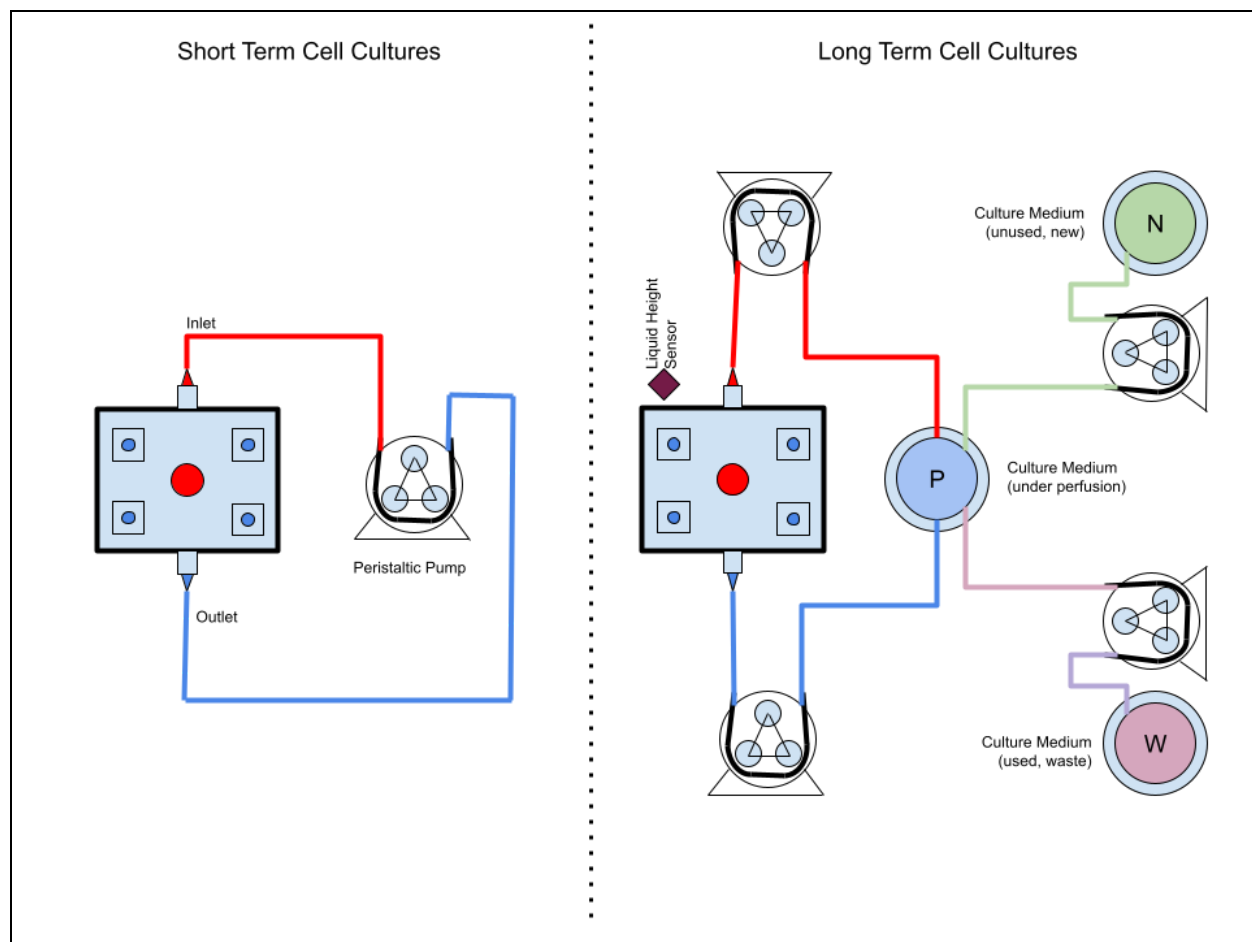 Short Term Cell Cultures
Inlet
Peristaltic Pump
Outlet
Long Term Cell Cultures
Liquid Height
Sensor
Culture Medium
(unused, new)
N
P
Culture Medium
(under perfusion)
Culture Medium
(used, waste)
W